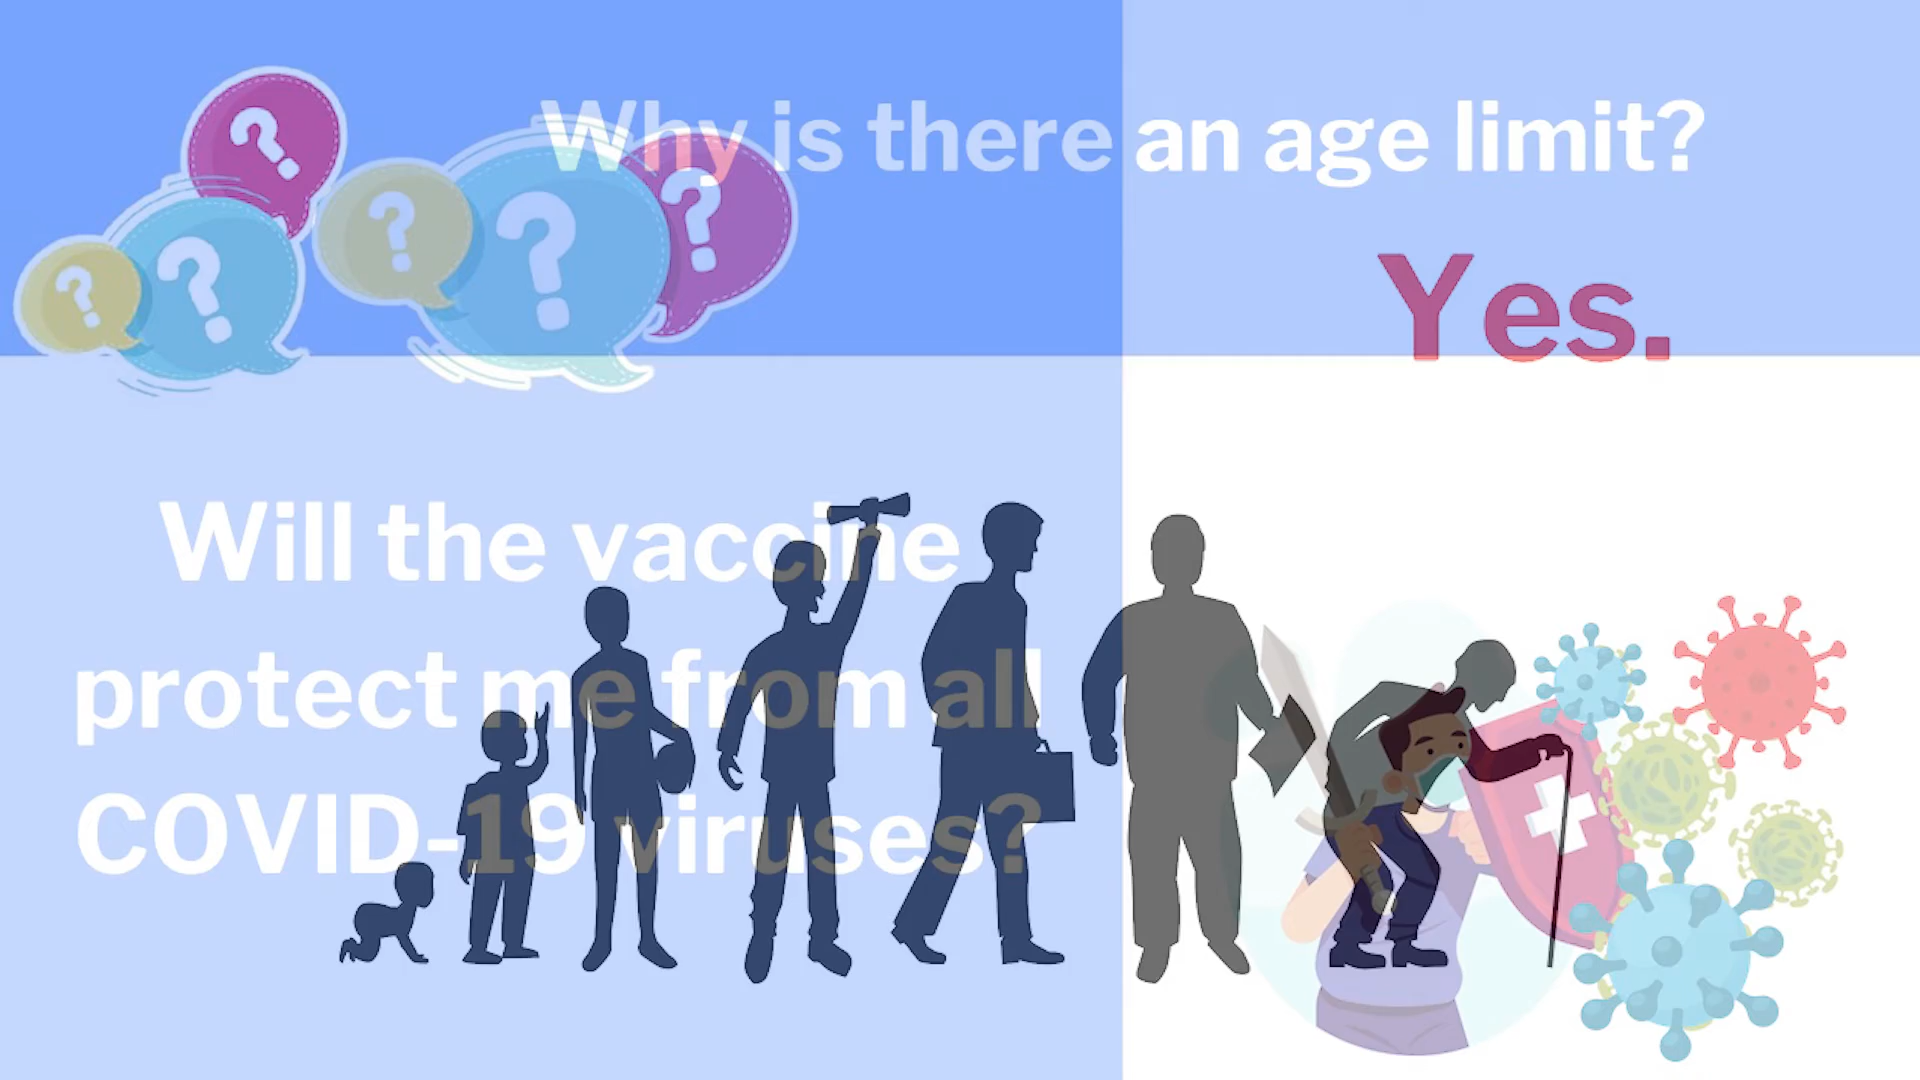 Why is there an age limit?
Yes.
Will the vaccine
protect me from all
COVID-19 viruses?